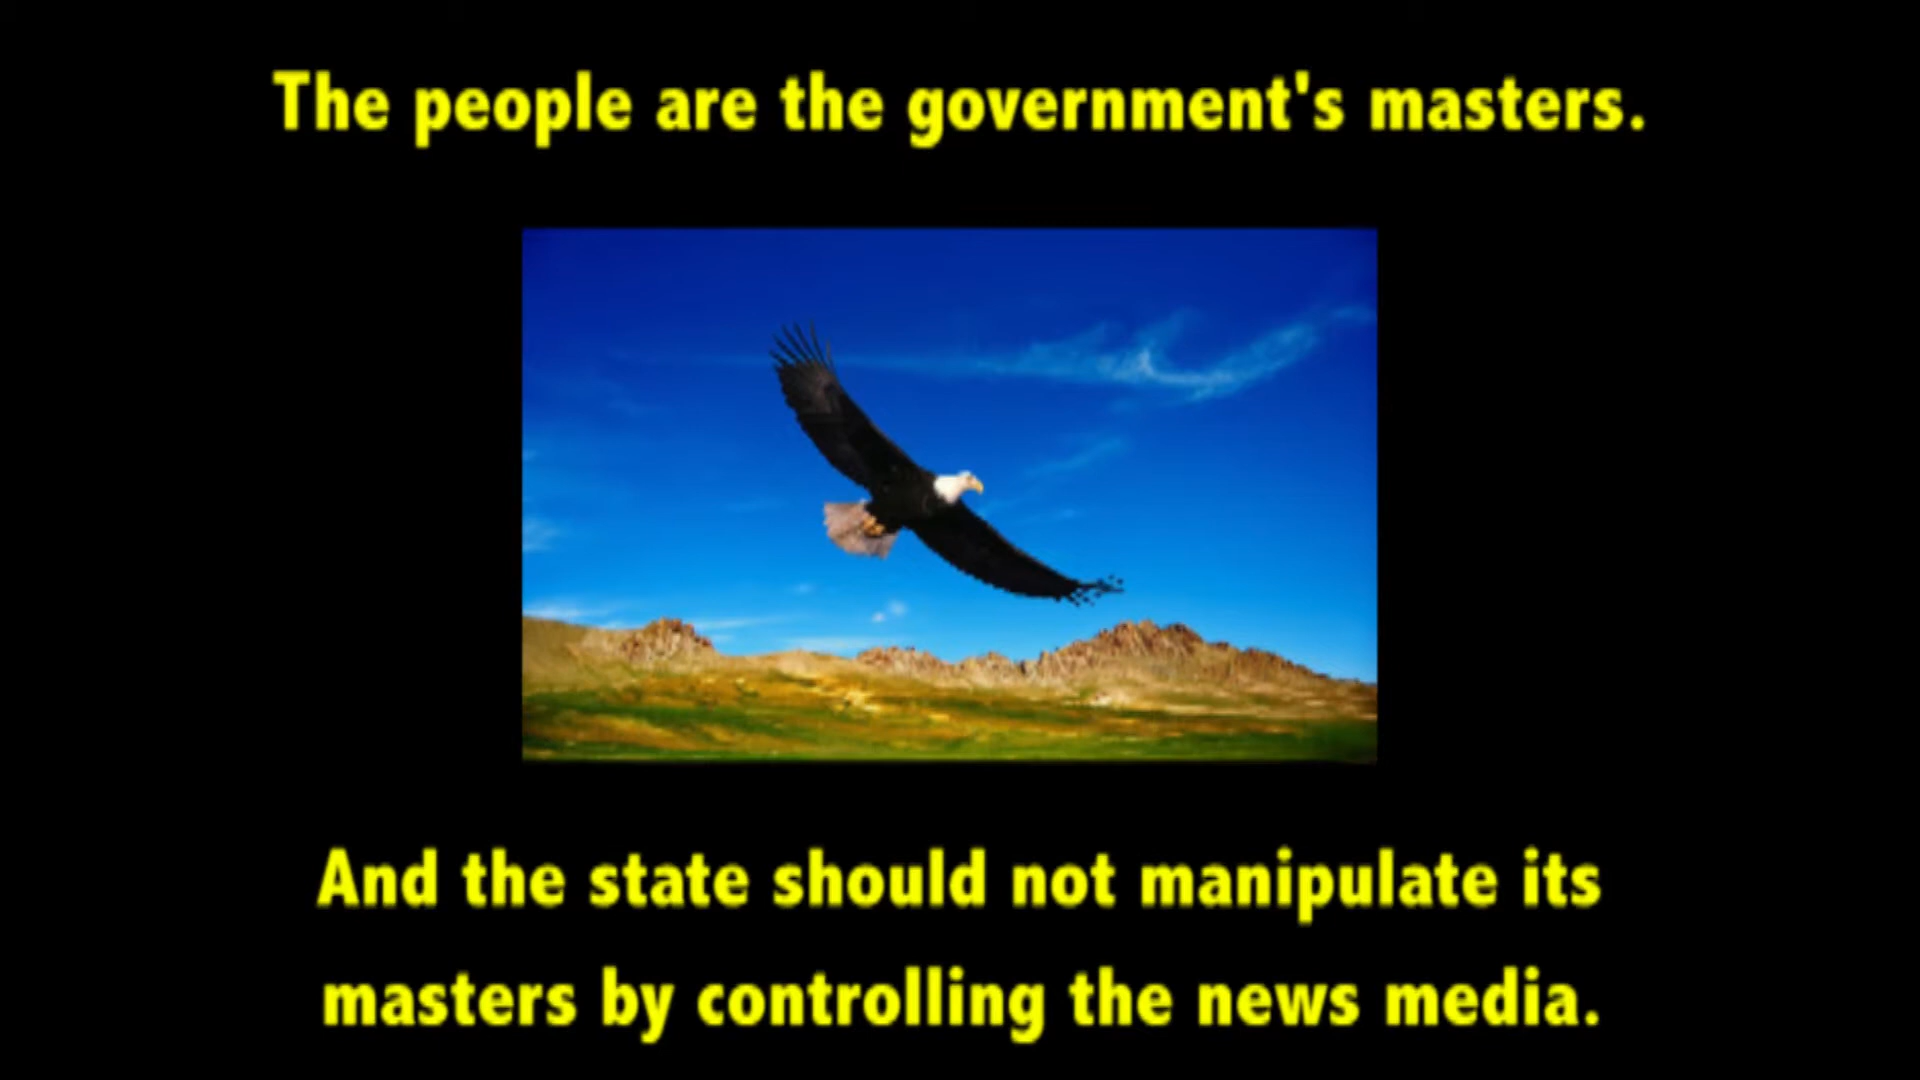 The people are the government's masters.
And the state should not manipulate its
masters by controlling the news media.